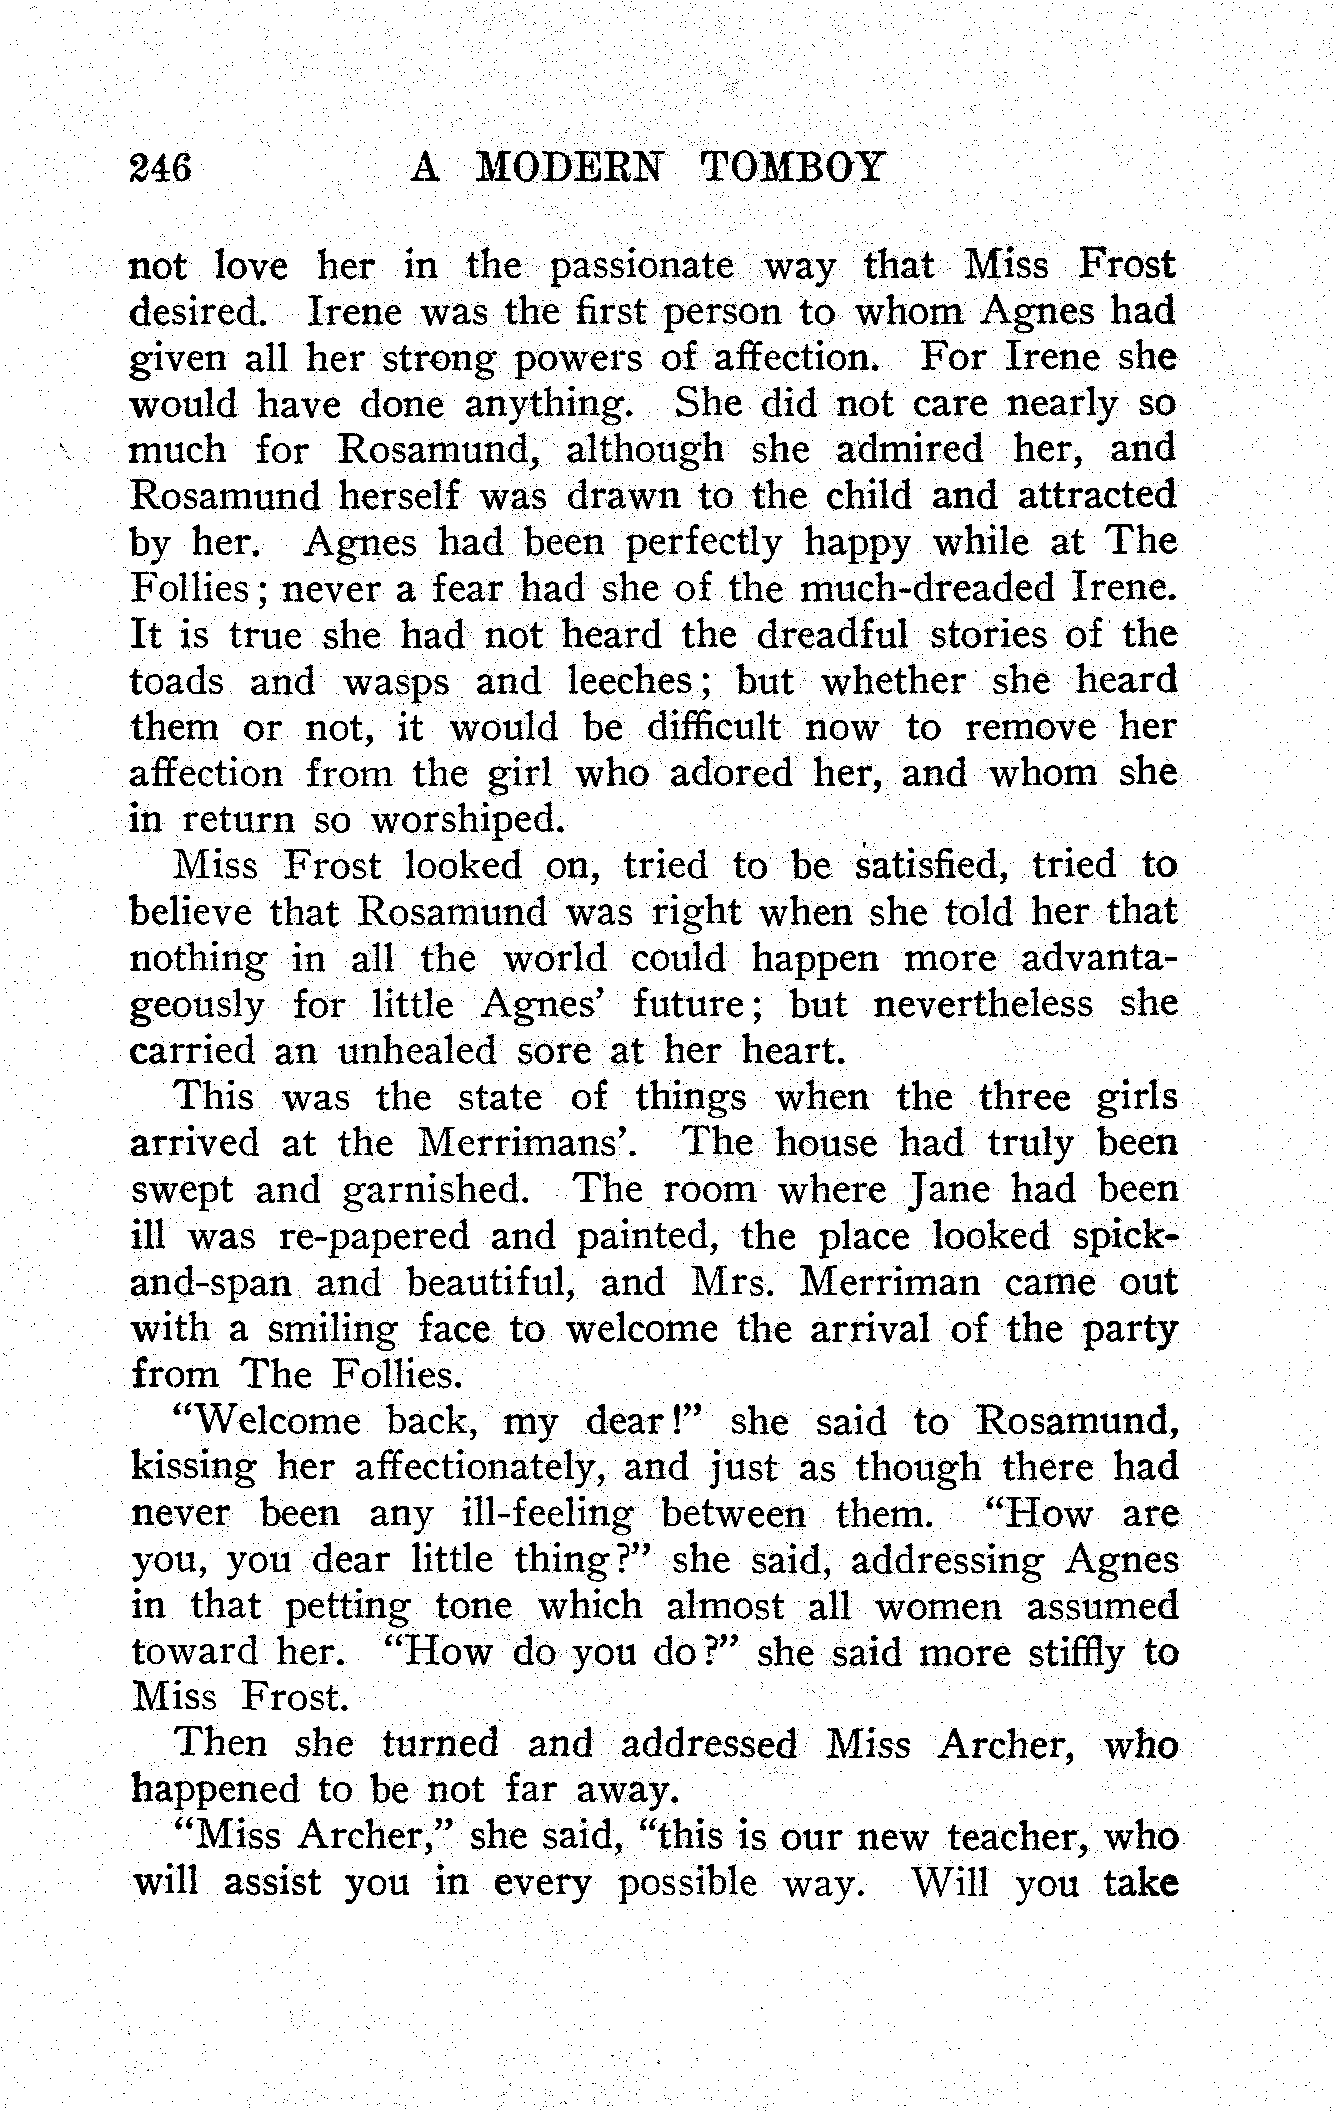 246 A MODERN TOMBOY
not love her in the passionate way that Miss Frost
desired. Irene was the first person to whom Agnes had
given all her strong powers of affection. For Irene she
would have done anything. She did not care nearly so
much for Rosamund, although she admired her, and
Rosamund herself was drawn to the child and attracted
by her. Agnes had been perfectly happy while at The
Follies; never a fear had she of the much-dreaded Irene.
It is true she had not heard the dreadful stories of the
toads and wasps and leeches; but whether she heard
them or not, it would be difficult now to remove her
affection from the girl who adored her, and whom she
in return so worshiped.
Miss Frost looked on, tried to be satisfied, tried to
believe that Rosamund was right when she told her that
nothing in all the world could happen more advanta-
geously for little Agnes' future; but nevertheless she
carried an unhealed sore at her heart.
This was the state of things when the three girls
arrived at the Merrimans'. The house had truly been
swept and garnished. The room where Jane had been
ill was re-papered and painted, the place looked spick-
and-span and beautiful, and Mrs. Merriman came out
with a smiling face to welcome the arrival of the party
from The Follies.
"Welcome back, my dear!" she said to Rosamund,
kissing her affectionately, and just as though there had
never been any ill-feeling between them. "How are
you, you dear little thing?" she said, addressing Agnes
in that petting tone which almost all women assumed
toward her. "How do you do?" she said more stiffly to
Miss Frost.
Then she turned and addressed Miss Archer, who
happened to be not far away.
"Miss Archer," she said, "this is our new teacher, who
will assist you in every possible way. Will you take